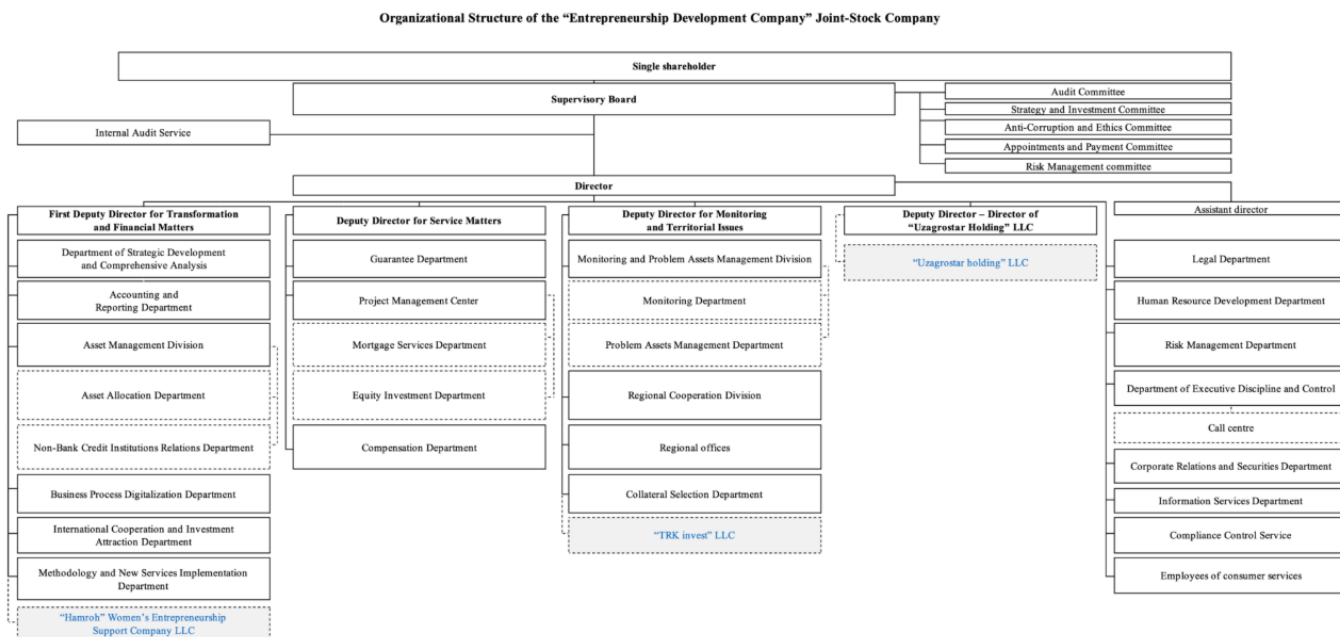 Organizational Structure of the “Entrepreneurship Development Company” Joint-Stock Company
Single shareholder
Supervisory Board
Audit Committee
Strategy and Investment Committee
Anti-Corruption and Ethics Committee
Appointments and Payment Committee
Risk Management committee
Internal Audit Service
Director
First Deputy Director for Transformation
and Financial Matters
Department of Strategic Development
and Comprehensive Analysis
Accounting and
Reporting Department
Asset Management Division
Asset Allocation Department
Non-Bank Credit Institutions Relations Department
Business Process Digitalization Department
International Cooperation and Investment
Attraction Department
Methodology and New Services Implementation
Department
“Hamroh” Women’s Entrepreneurship
Support Company LLC
Deputy Director for Service Matters
Guarantee Department
Project Management Center
Mortgage Services Department
Equity Investment Department
Compensation Department
Deputy Director for Monitoring
and Territorial Issues
Monitoring and Problem Assets Management Division
Monitoring Department
Problem Assets Management Department
Regional Cooperation Division
Regional offices
Collateral Selection Department
“TRK invest” LLC
Deputy Director – Director of
“Uzagrostar Holding” LLC
“Uzagrostar holding” LLC
Assistant director
Legal Department
Human Resource Development Department
Risk Management Department
Department of Executive Discipline and Control
Call centre
Corporate Relations and Securities Department
Information Services Department
Compliance Control Service
Employees of consumer services